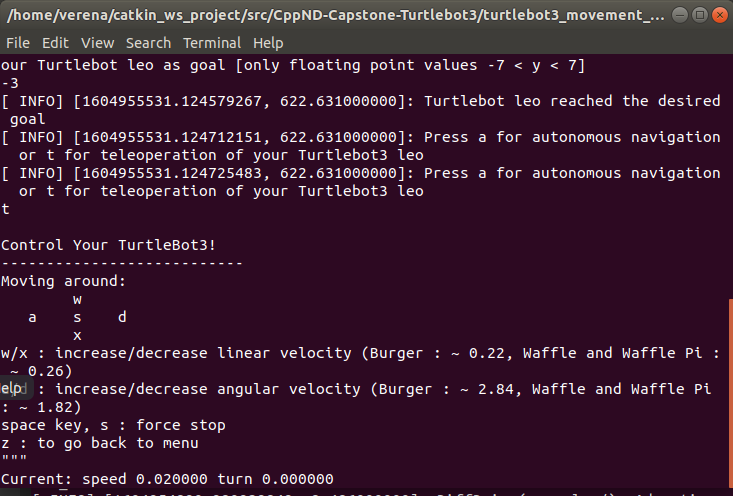 /home/verena/catkin_ws_project/src/CppND-Capstone-Turtlebot3/turtlebot3_movement_...
File Edit View Search Terminal Help
our Turtlebot leo as goal [only floating point values -7 < y < 7]
-3
[ INFO] [1604955531.124579267, 622.631000000]: Turtlebot leo reached the desired
 goal
[ INFO] [1604955531.124712151, 622.631000000]: Press a for autonomous navigation
  or t for teleoperation of your Turtlebot3 leo
[ INFO] [1604955531.124725483, 622.631000000]: Press a for autonomous navigation
  or t for teleoperation of your Turtlebot3 leo
t
Control Your TurtleBot3!
---------------------------
Moving around:
        w
   a    s    d
        x
w/x : increase/decrease linear velocity (Burger : ~ 0.22, Waffle and Waffle Pi :
 ~ 0.26)
elp : increase/decrease angular velocity (Burger : ~ 2.84, Waffle and Waffle Pi
: ~ 1.82)
space key, s : force stop
z : to go back to menu
"""
Current: speed 0.020000 turn 0.000000